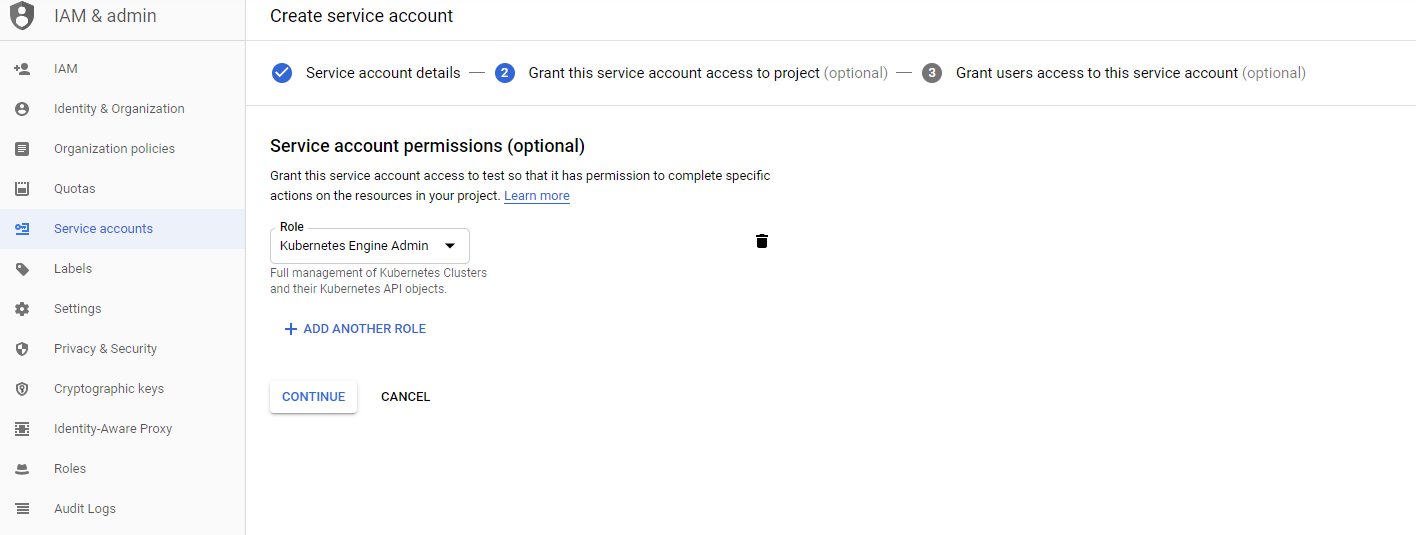 IAM & admin
Create service account
IAM
Identity & Organization
Organization policies
Quotas
Service accounts
Labels
Settings
Privacy & Security
Cryptographic keys
Identity-Aware Proxy
Roles
Audit Logs
Service account details — 2 Grant this service account access to project (optional) — 3 Grant users access to this service account (optional)
Service account permissions (optional)
Grant this service account access to test so that it has permission to complete specific
actions on the resources in your project. Learn more
Role
Kubernetes Engine Admin
Full management of Kubernetes Clusters
and their Kubernetes API objects.
+ ADD ANOTHER ROLE
CONTINUE CANCEL